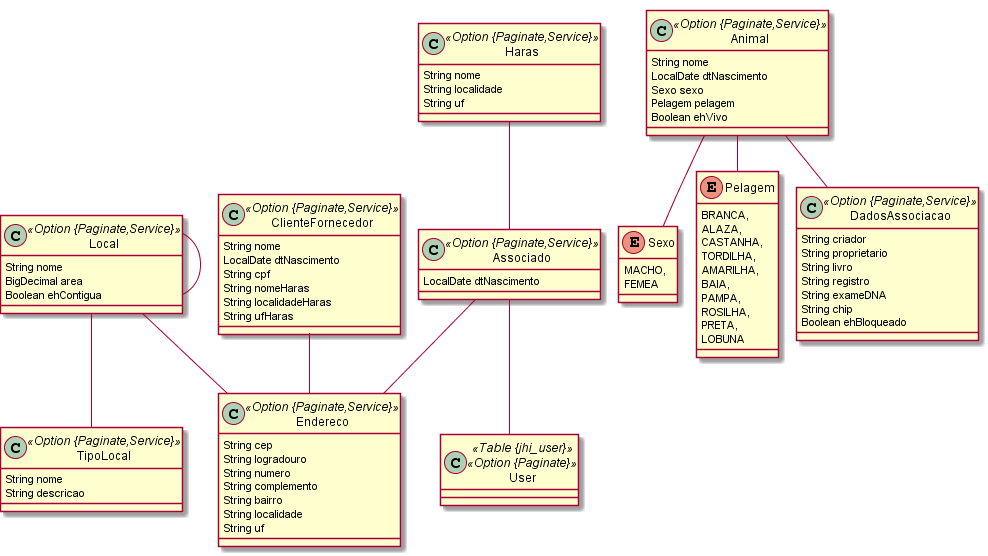 C «Option {Paginate,Service}»
Haras
String nome
String localidade
String uf
C «Option {Paginate,Service}»
Animal
String nome
LocalDate dtNascimento
Sexo sexo
Pelagem pelagem
Boolean ehVivo
C «Option {Paginate,Service}»
Local
String nome
BigDecimal area
Boolean ehContigua
C «Option {Paginate,Service}»
ClienteFornecedor
String nome
LocalDate dtNascimento
String cpf
String nomeHaras
String localidadeHaras
String ufHaras
C «Option {Paginate,Service}»
Associado
LocalDate dtNascimento
E Sexo
MACHO,
FEMEA
E Pelagem
BRANCA,
ALAZA,
CASTANHA,
TORDILHA,
AMARILHA,
BAIA,
PAMPA,
ROSILHA,
PRETA,
LOBUNA
C «Option {Paginate,Service}»
DadosAssociacao
String criador
String proprietario
String livro
String registro
String exameDNA
String chip
Boolean ehBloqueado
C «Option {Paginate,Service}»
TipoLocal
String nome
String descricao
C «Option {Paginate,Service}»
Endereco
String cep
String logradouro
String numero
String complemento
String bairro
String localidade
String uf
«Table {jhi_user}»
C «Option {Paginate}»
User